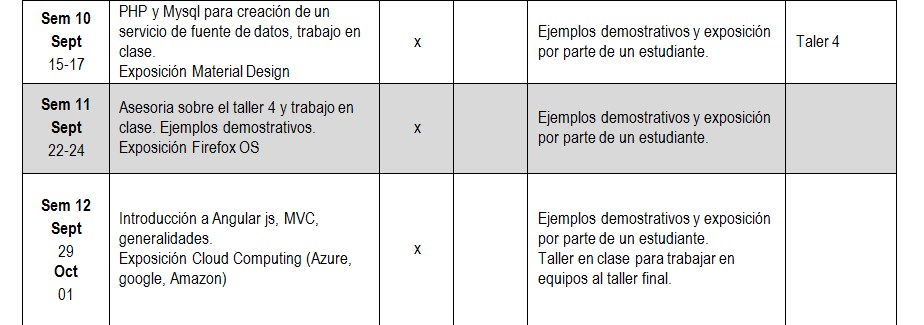 Sem 10
Sept
15-17
PHP y Mysql para creación de un
servicio de fuente de datos, trabajo en
clase.
Exposición Material Design
x
Ejemplos demostrativos y exposición
por parte de un estudiante.
Taler 4
Sem 11
Sept
22-24
Asesoria sobre el taller 4 y trabajo en
clase. Ejemplos demostrativos.
Exposición Firefox OS
x
Ejemplos demostrativos y exposición
por parte de un estudiante.
Sem 12
Sept
29
Oct
01
Introducción a Angular js, MVC,
generalidades.
Exposición Cloud Computing (Azure,
google, Amazon)
x
Ejemplos demostrativos y exposición
por parte de un estudiante.
Taller en clase para trabajar en
equipos al taller final.